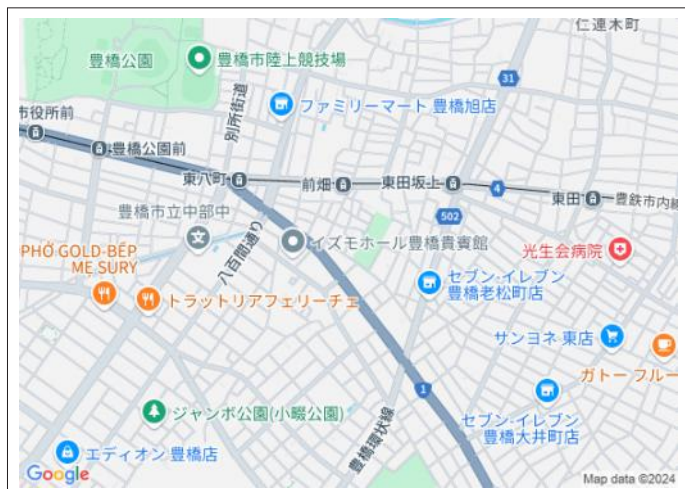 仁連木町
豊橋公園
豊橋市陸上競技場
31
別所街道
ファミリーマート 豊橋旭店
市役所前
豊橋公園前
東八町
前畑
東田坂上
4
東田
豊鉄市内線
豊橋市立中部中
八百間通り
502
イズモホール豊橋貴賓館
光生会病院
PHỞ GOLD-BẾP
MẸ SURY
セブン-イレブン
豊橋老松町店
トラットリアフェリーチェ
サンヨネ 東店
ガトー フルー
1
ジャンボ公園(小畷公園)
豊橋環状線
セブン-イレブン
豊橋大井町店
エディオン 豊橋店
Google
Map data ©2024